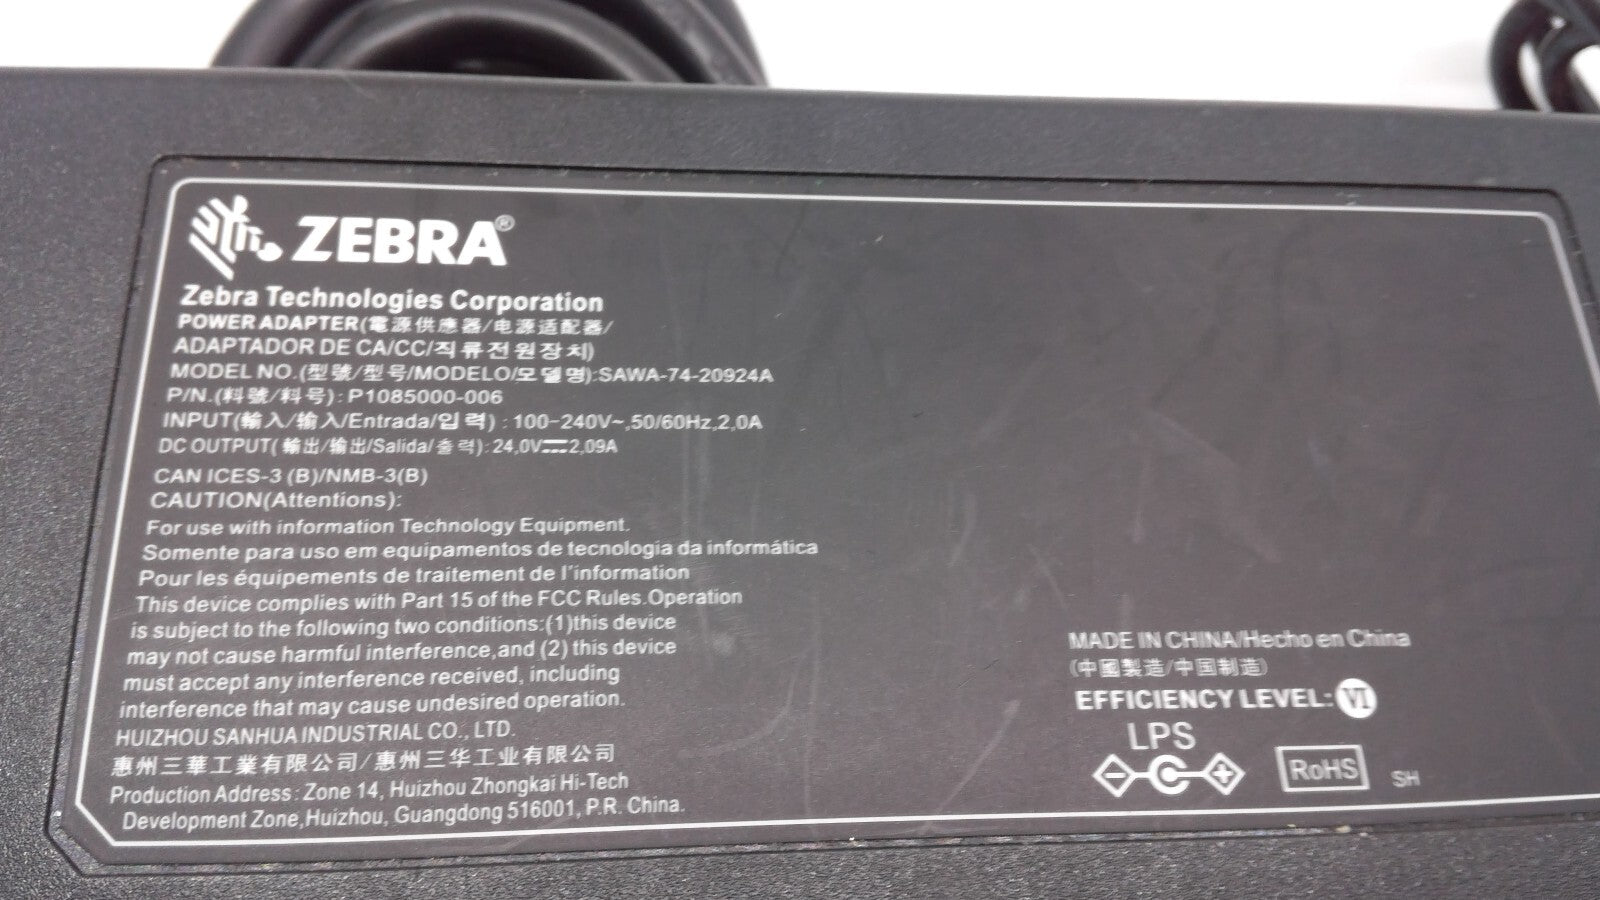 ZEBRA®
Zebra Technologies Corporation
POWER ADAPTER(電源供應器/电源适配器/
ADAPTADOR DE CA/CC/직류전원장치)
MODEL NO.(型號/型号/MODELO/모델명):SAWA-74-20924A
P/N.(料號/料号):P1085000-006
INPUT(輸入/输入/Entrada/입력) : 100-240V~,50/60Hz,2,0A
DC OUTPUT( 輸出/输出/Salida/출력): 24,0V⎓2,09A
CAN ICES-3 (B)/NMB-3(B)
CAUTION(Attentions):
For use with information Technology Equipment.
Somente para uso em equipamentos de tecnologia da informática
Pour les équipements de traitement de l'information
This device complies with Part 15 of the FCC Rules.Operation
is subject to the following two conditions:(1)this device
may not cause harmful interference,and (2) this device
must accept any interference received, including
interference that may cause undesired operation.
HUIZHOU SANHUA INDUSTRIAL CO., LTD.
惠州三華工業有限公司/惠州三华工业有限公司
Production Address: Zone 14, Huizhou Zhongkai Hi-Tech
Development Zone,Huizhou, Guangdong 516001, P.R. China.
MADE IN CHINA/Hecho en China
(中國製造/中国制造)
EFFICIENCY LEVEL: VI
LPS
RoHS SH